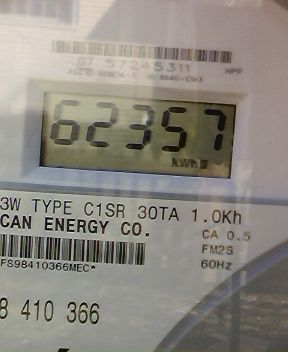 07 57245311
62357
kWh
3W TYPE C1SR 30TA 1.0Kh
CAN ENERGY CO.
CA 0.5
FM2S
60Hz
FS98410366MEC*
8 410 366